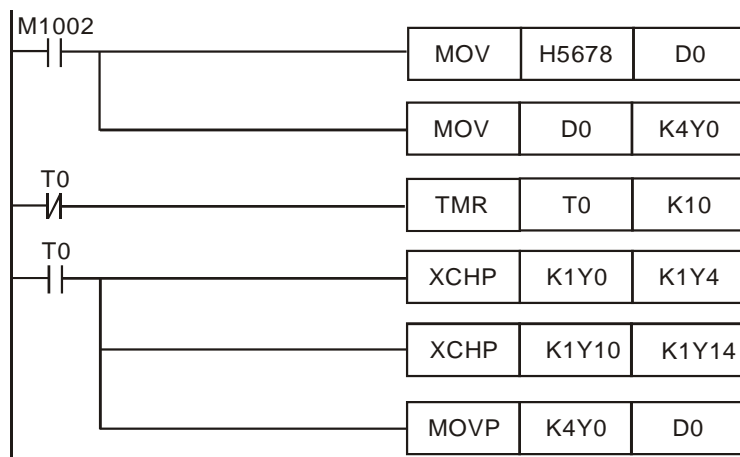 M1002
MOV H5678 D0
MOV D0 K4Y0
T0
TMR T0 K10
T0
XCHP K1Y0 K1Y4
XCHP K1Y10 K1Y14
MOVP K4Y0 D0